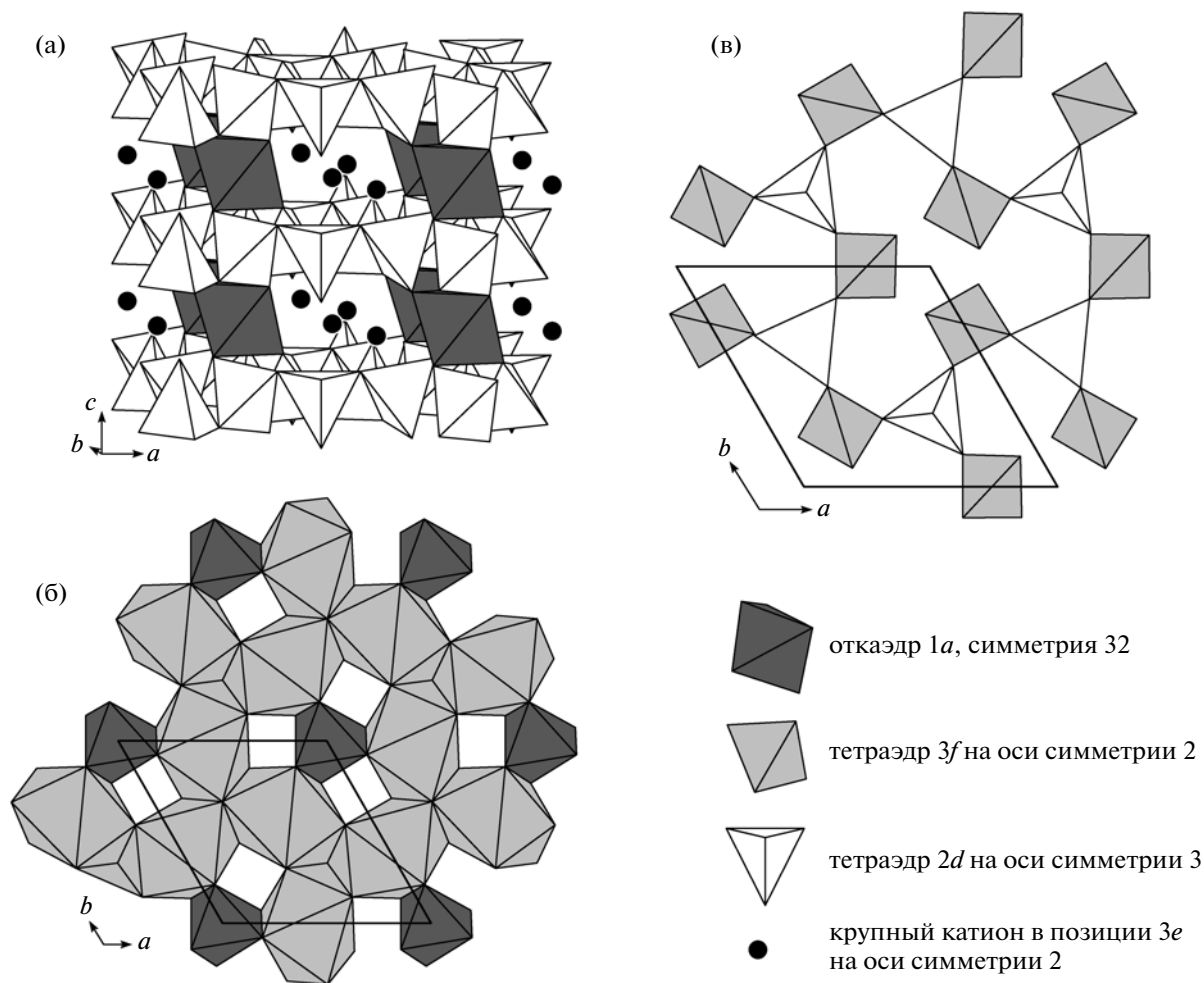 (а)
c
b
a
(б)
b
a
(в)
b
a
откаэдр 1a, симметрия 32
тетраэдр 3f на оси симметрии 2
тетраэдр 2d на оси симметрии 3
крупный катион в позиции 3e
на оси симметрии 2